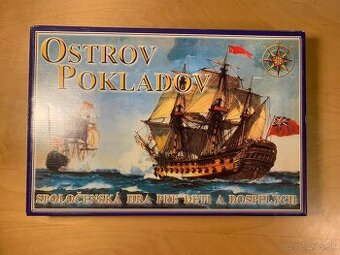 OSTROV
POKLADOV
SPOLOČENSKÁ HRA PRE DETI A DOSPELÝCH